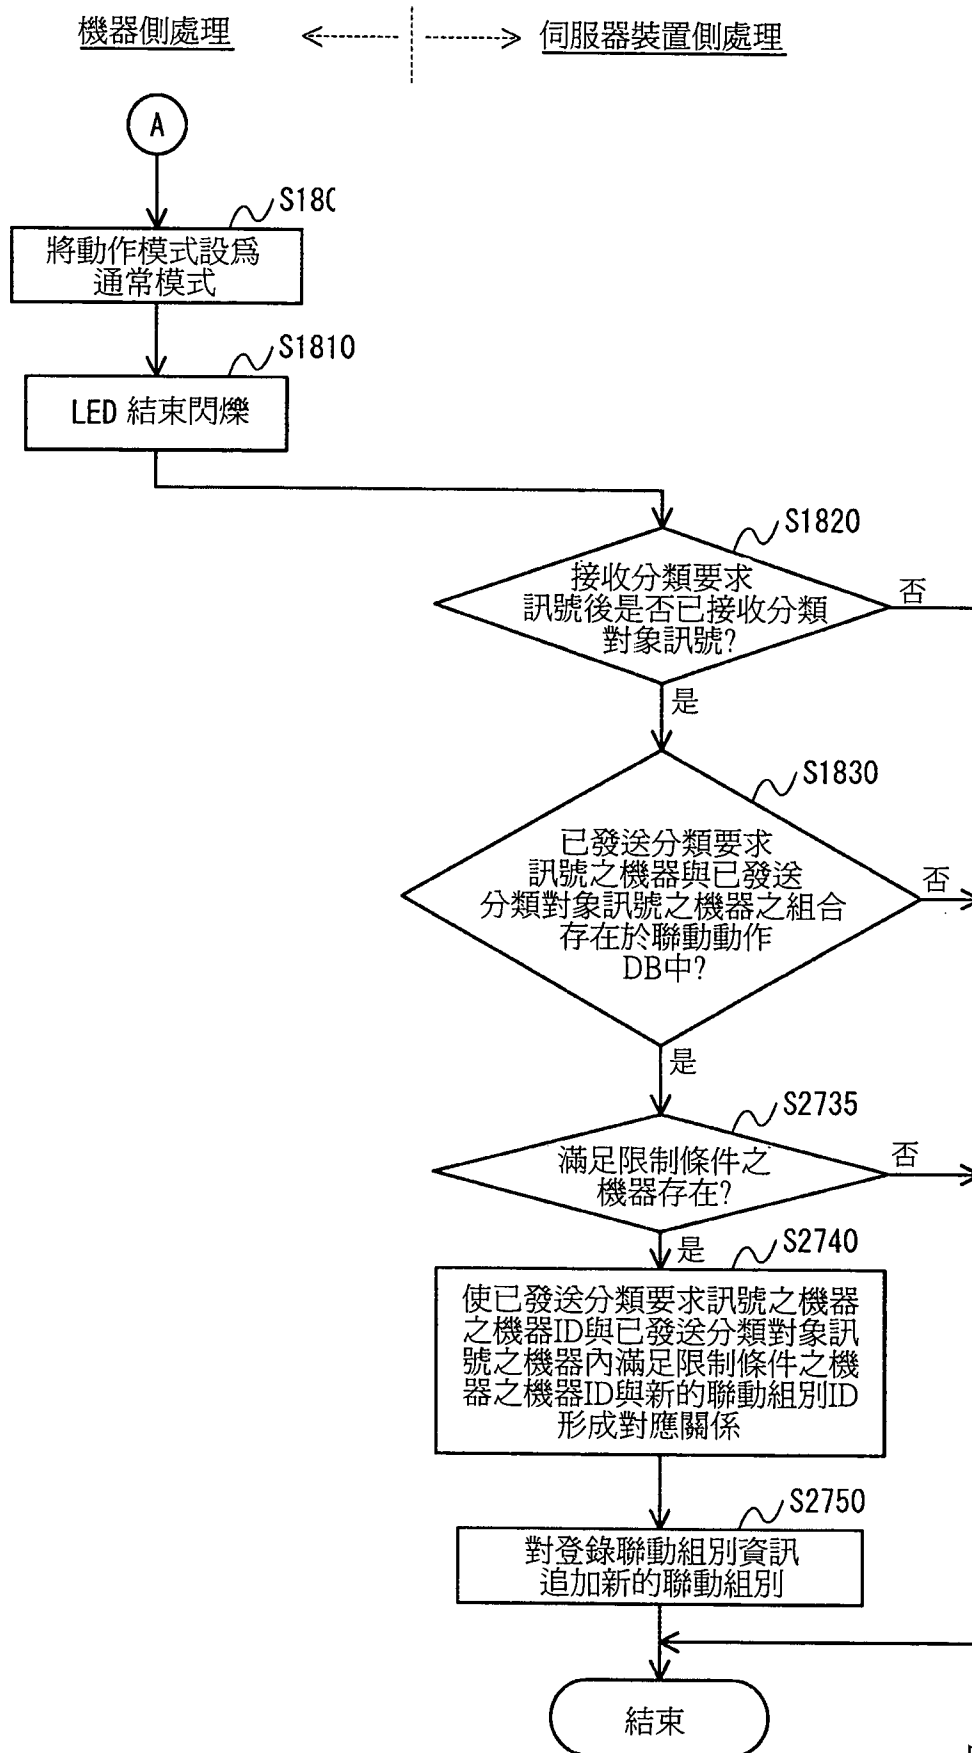 機器側處理
伺服器裝置側處理
A
S180
將動作模式設爲
通常模式
S1810
LED 結束閃爍
S1820
接收分類要求
訊號後是否已接收分類
對象訊號?
否
是
S1830
已發送分類要求
訊號之機器與已發送
分類對象訊號之機器之組合
存在於聯動動作
DB中?
否
是
S2735
滿足限制條件之
機器存在?
否
是
S2740
使已發送分類要求訊號之機器
之機器ID與已發送分類對象訊
號之機器內滿足限制條件之機
器之機器ID與新的聯動組別ID
形成對應關係
S2750
對登錄聯動組別資訊
追加新的聯動組別
結束